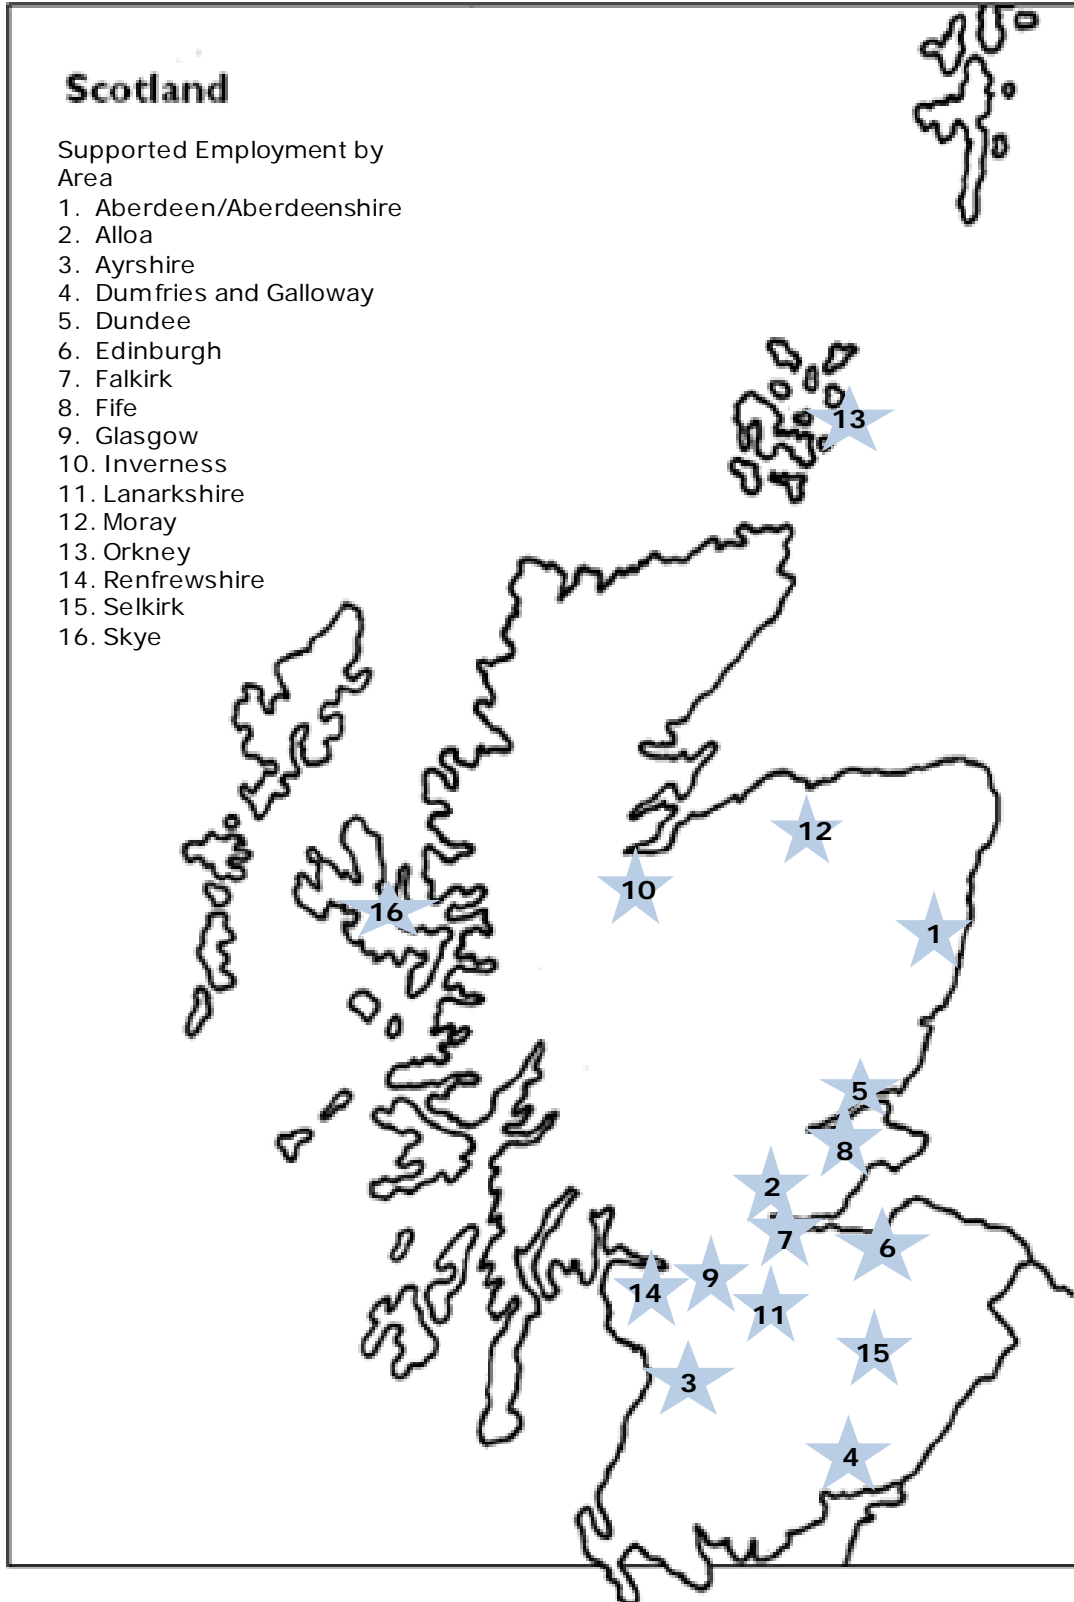 Scotland
Supported Employment by
Area
1. Aberdeen/Aberdeenshire
2. Alloa
3. Ayrshire
4. Dumfries and Galloway
5. Dundee
6. Edinburgh
7. Falkirk
8. Fife
9. Glasgow
10. Inverness
11. Lanarkshire
12. Moray
13. Orkney
14. Renfrewshire
15. Selkirk
16. Skye
13
12
10
16
1
5
8
2
7
6
9
14
11
15
3
4